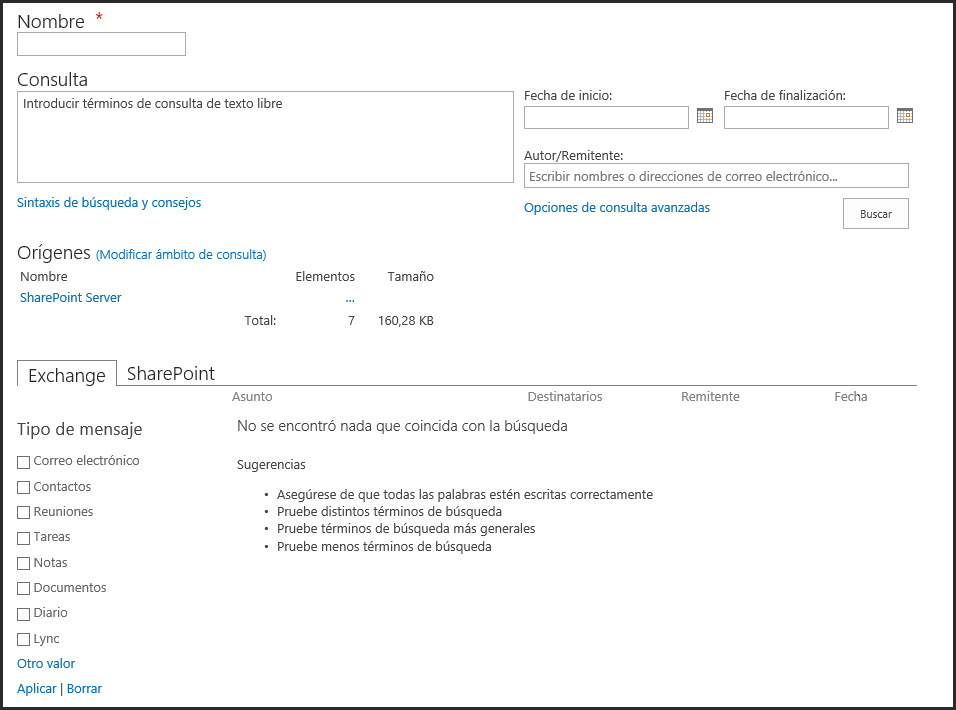 Nombre *
Consulta
Introducir términos de consulta de texto libre
Fecha de inicio:
Fecha de finalización:
Autor/Remitente:
Escribir nombres o direcciones de correo electrónico...
Sintaxis de búsqueda y consejos
Opciones de consulta avanzadas
Buscar
Orígenes (Modificar ámbito de consulta)
Nombre Elementos Tamaño
SharePoint Server ...
Total: 7 160,28 KB
Exchange SharePoint
Asunto Destinatarios Remitente Fecha
Tipo de mensaje
Correo electrónico
Contactos
Reuniones
Tareas
Notas
Documentos
Diario
Lync
Otro valor
Aplicar | Borrar
No se encontró nada que coincida con la búsqueda
Sugerencias
• Asegúrese de que todas las palabras estén escritas correctamente
• Pruebe distintos términos de búsqueda
• Pruebe términos de búsqueda más generales
• Pruebe menos términos de búsqueda